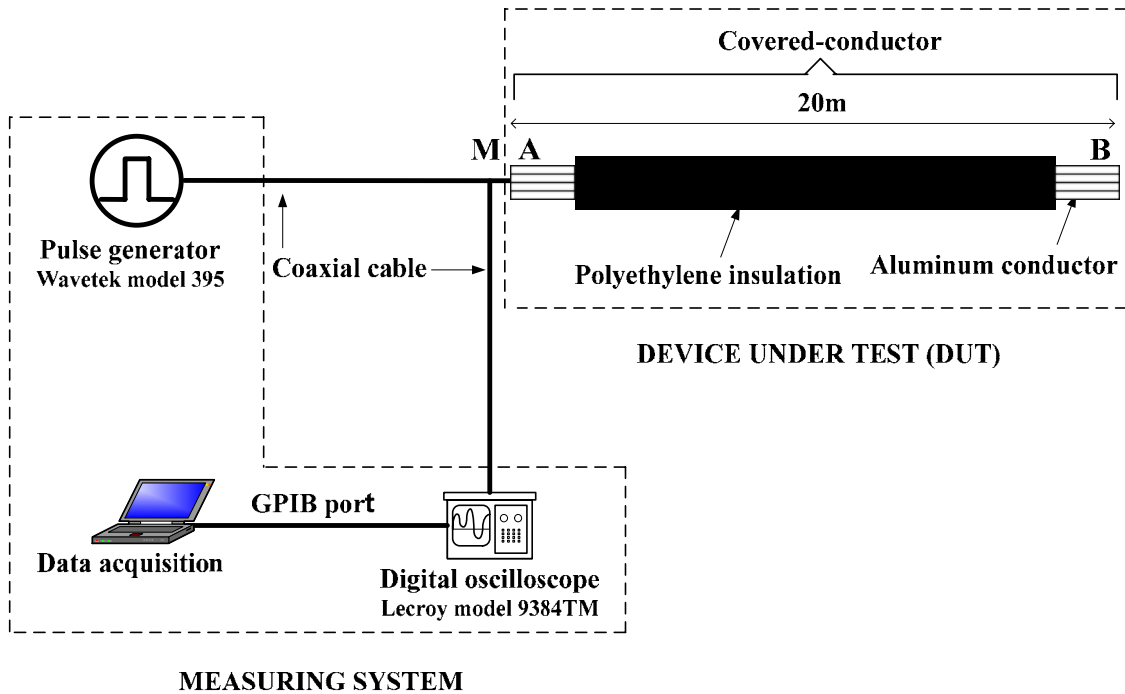 Covered-conductor
20m
M A
B
Pulse generator
Wavetek model 395
Coaxial cable
Polyethylene insulation
Aluminum conductor
DEVICE UNDER TEST (DUT)
GPIB port
Data acquisition
Digital oscilloscope
Lecroy model 9384TM
MEASURING SYSTEM